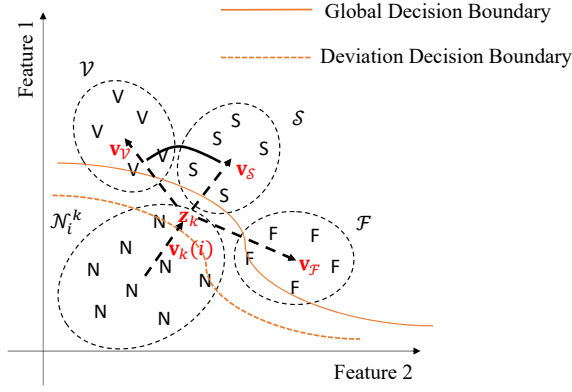 Global Decision Boundary
Deviation Decision Boundary
Feature 1
𝒱
V
V
V
V
V
V
v𝒱
𝒮
S
S
S
S
S
S
S
v𝒮
𝒩ᵢᵏ
zₖ
vₖ(i)
N
N
N
N
N
N
N
N
N
ℱ
F
F
F
F
F
vℱ
Feature 2